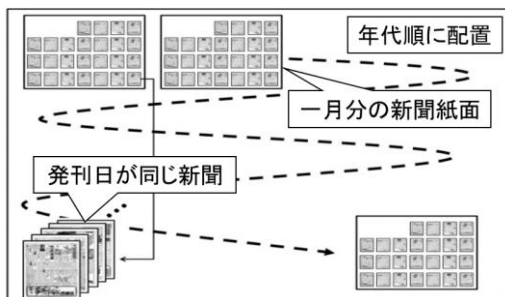 年代順に配置
一月分の新聞紙面
発刊日が同じ新聞